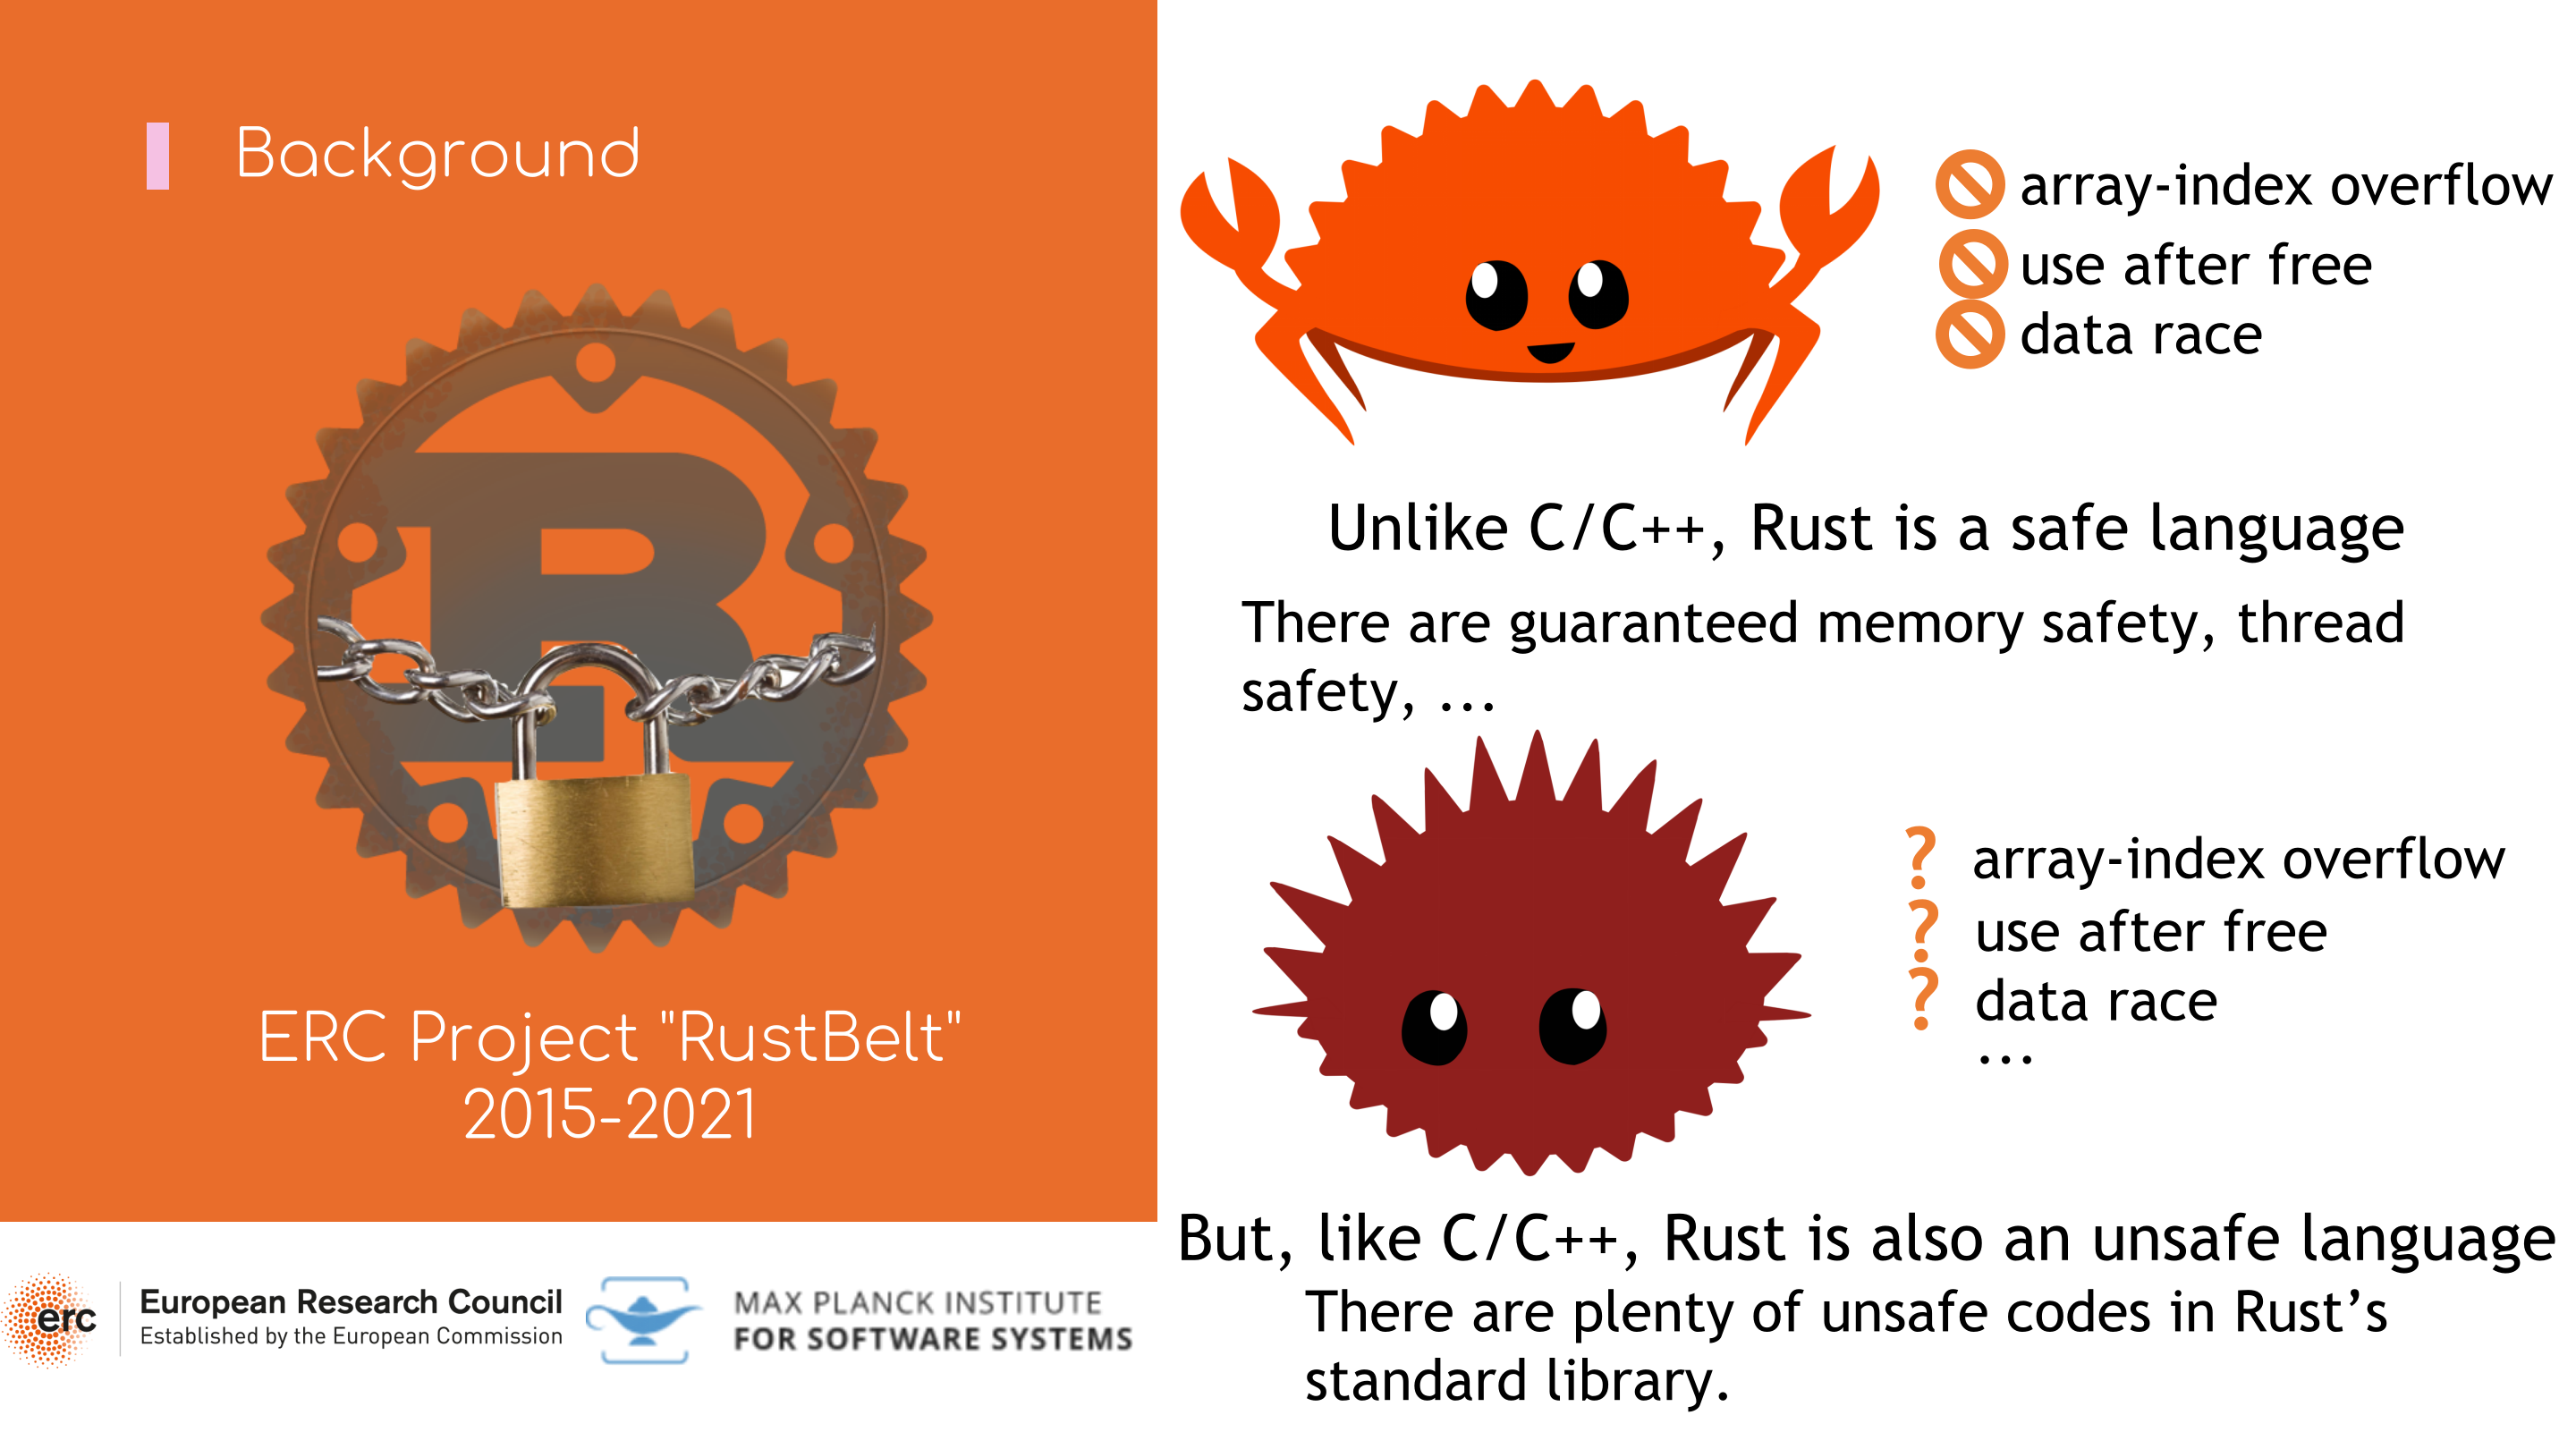 Background
R
ERC Project "RustBelt"
2015-2021
erc
European Research Council
Established by the European Commission
MAX PLANCK INSTITUTE
FOR SOFTWARE SYSTEMS
array-index overflow
use after free
data race
Unlike C/C++, Rust is a safe language
There are guaranteed memory safety, thread
safety, ...
? array-index overflow
? use after free
? data race
...
But, like C/C++, Rust is also an unsafe language
There are plenty of unsafe codes in Rust’s
standard library.